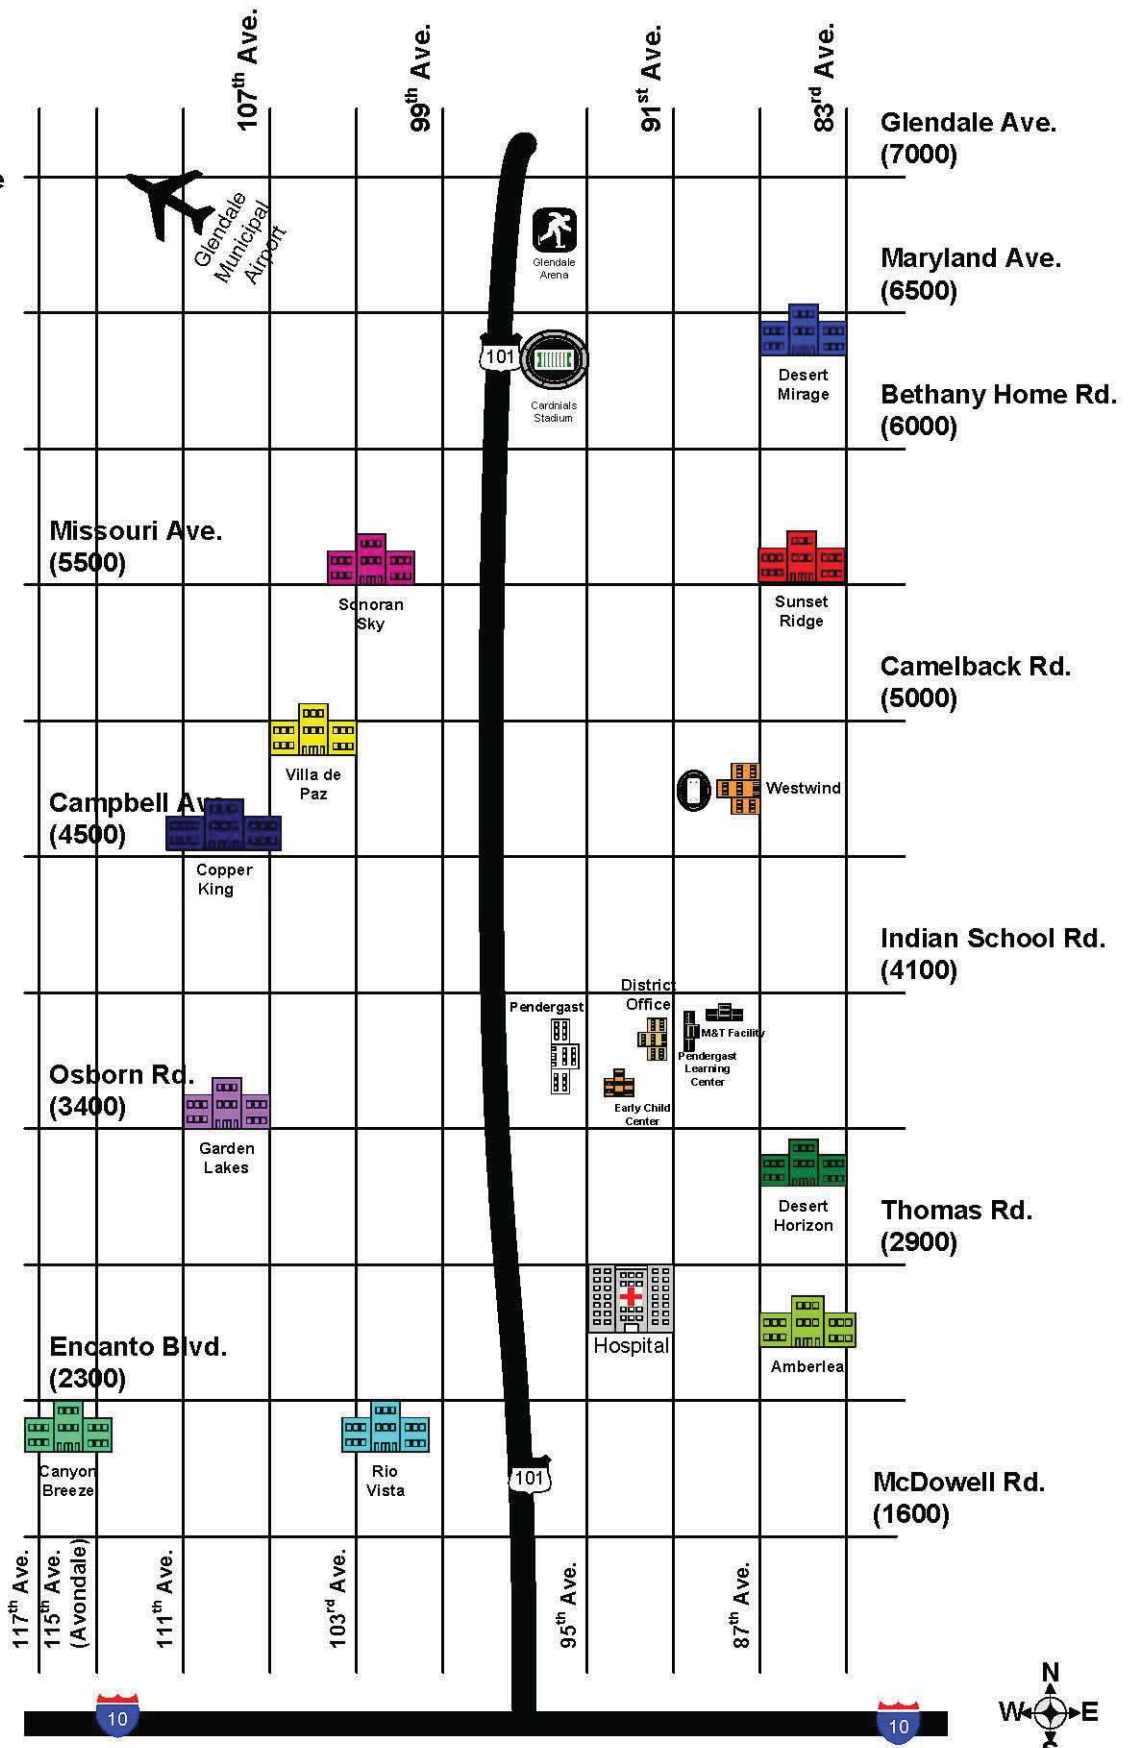 107th Ave.
99th Ave.
91st Ave.
83rd Ave.
Glendale Ave.
(7000)
Glendale
Municipal
Airport
Glendale
Arena
Maryland Ave.
(6500)
101
Cardnials
Stadium
Desert
Mirage
Bethany Home Rd.
(6000)
Missouri Ave.
(5500)
Sonoran
Sky
Sunset
Ridge
Camelback Rd.
(5000)
Villa de
Paz
Westwind
Campbell Av
(4500)
Copper
King
Indian School Rd.
(4100)
District
Office
Pendergast
M&T Facility
Pendergast
Learning
Center
Osborn Rd.
(3400)
Early Child
Center
Garden
Lakes
Desert
Horizon
Thomas Rd.
(2900)
Hospital
Encanto Blvd.
(2300)
Amberlea
Canyon
Breeze
Rio
Vista
101
McDowell Rd.
(1600)
117th Ave.
115th Ave.
(Avondale)
111th Ave.
103rd Ave.
95th Ave.
87th Ave.
10
10
N
W E
S